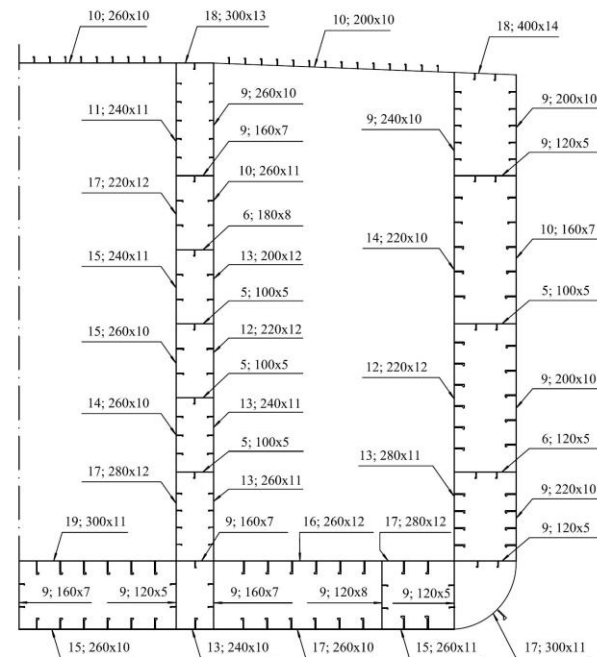 10; 260x10
18; 300x13
10; 200x10
18; 400x14
11; 240x11
9; 260x10
9; 240x10
9; 200x10
9; 160x7
9; 120x5
17; 220x12
10; 260x11
6; 180x8
14; 220x10
10; 160x7
15; 240x11
13; 200x12
5; 100x5
5; 100x5
15; 260x10
12; 220x12
5; 100x5
12; 220x12
9; 200x10
14; 260x10
13; 240x11
5; 100x5
6; 120x5
17; 280x12
13; 260x11
13; 280x11
9; 220x10
19; 300x11
9; 160x7
16; 260x12
17; 280x12
9; 120x5
9; 160x7
9; 120x5
9; 160x7
9; 120x8
9; 120x5
15; 260x10
13; 240x10
17; 260x10
15; 260x11
17; 300x11